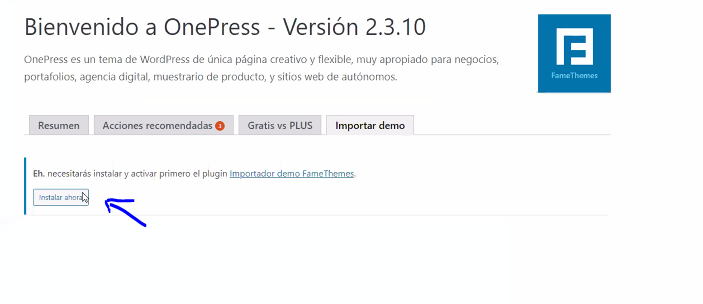 Bienvenido a OnePress - Versión 2.3.10
OnePress es un tema de WordPress de única página creativo y flexible, muy apropiado para negocios,
portafolios, agencia digital, muestrario de producto, y sitios web de autónomos.
FameThemes
Resumen
Acciones recomendadas 1
Gratis vs PLUS
Importar demo
Eh. necesitarás instalar y activar primero el plugin Importador demo FameThemes.
Instalar ahora